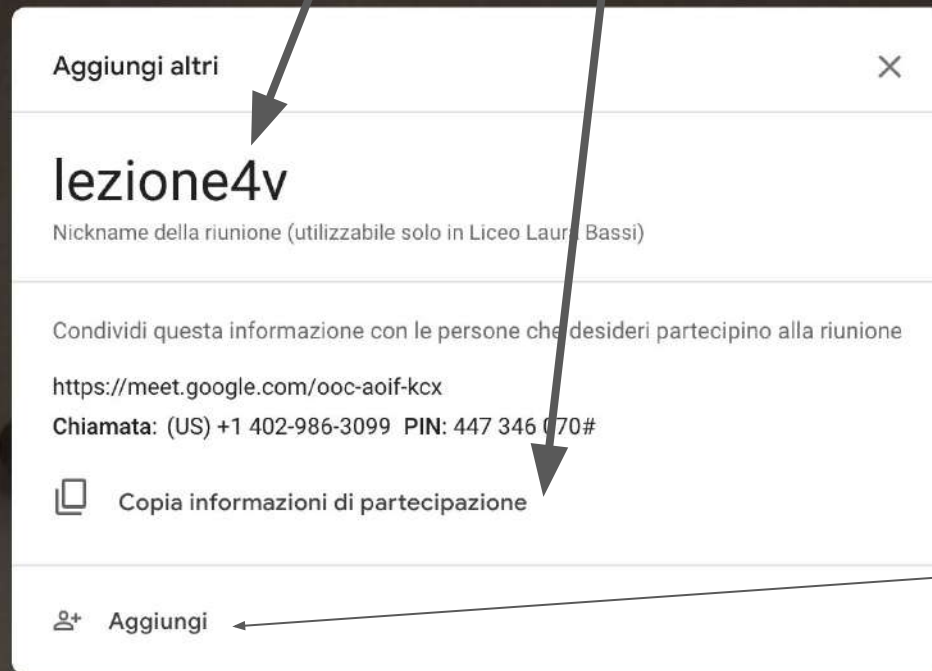 Aggiungi altri
lezione4v
Nickname della riunione (utilizzabile solo in Liceo Laura Bassi)
Condividi questa informazione con le persone che desideri partecipino alla riunione
https://meet.google.com/ooc-aoif-kcx
Chiamata: (US) +1 402-986-3099 PIN: 447 346 070#
Copia informazioni di partecipazione
Aggiungi